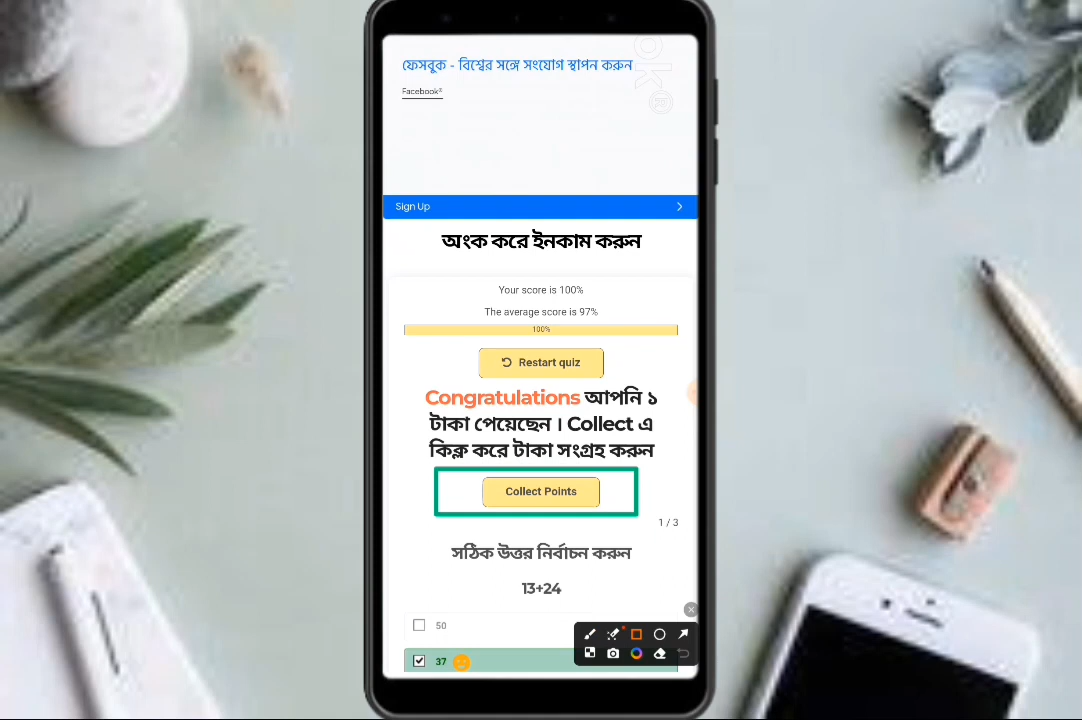 ফেসবুক - বিশ্বের সঙ্গে সংযোগ স্থাপন করুন
Facebook®
ok®
Sign Up
অংক করে ইনকাম করুন
Your score is 100%
The average score is 97%
100%
Restart quiz
Congratulations আপনি ১
টাকা পেয়েছেন । Collect এ
কিক্ল করে টাকা সংগ্রহ করুন
Collect Points
1 / 3
সঠিক উত্তর নির্বাচন করুন
13+24
50
37